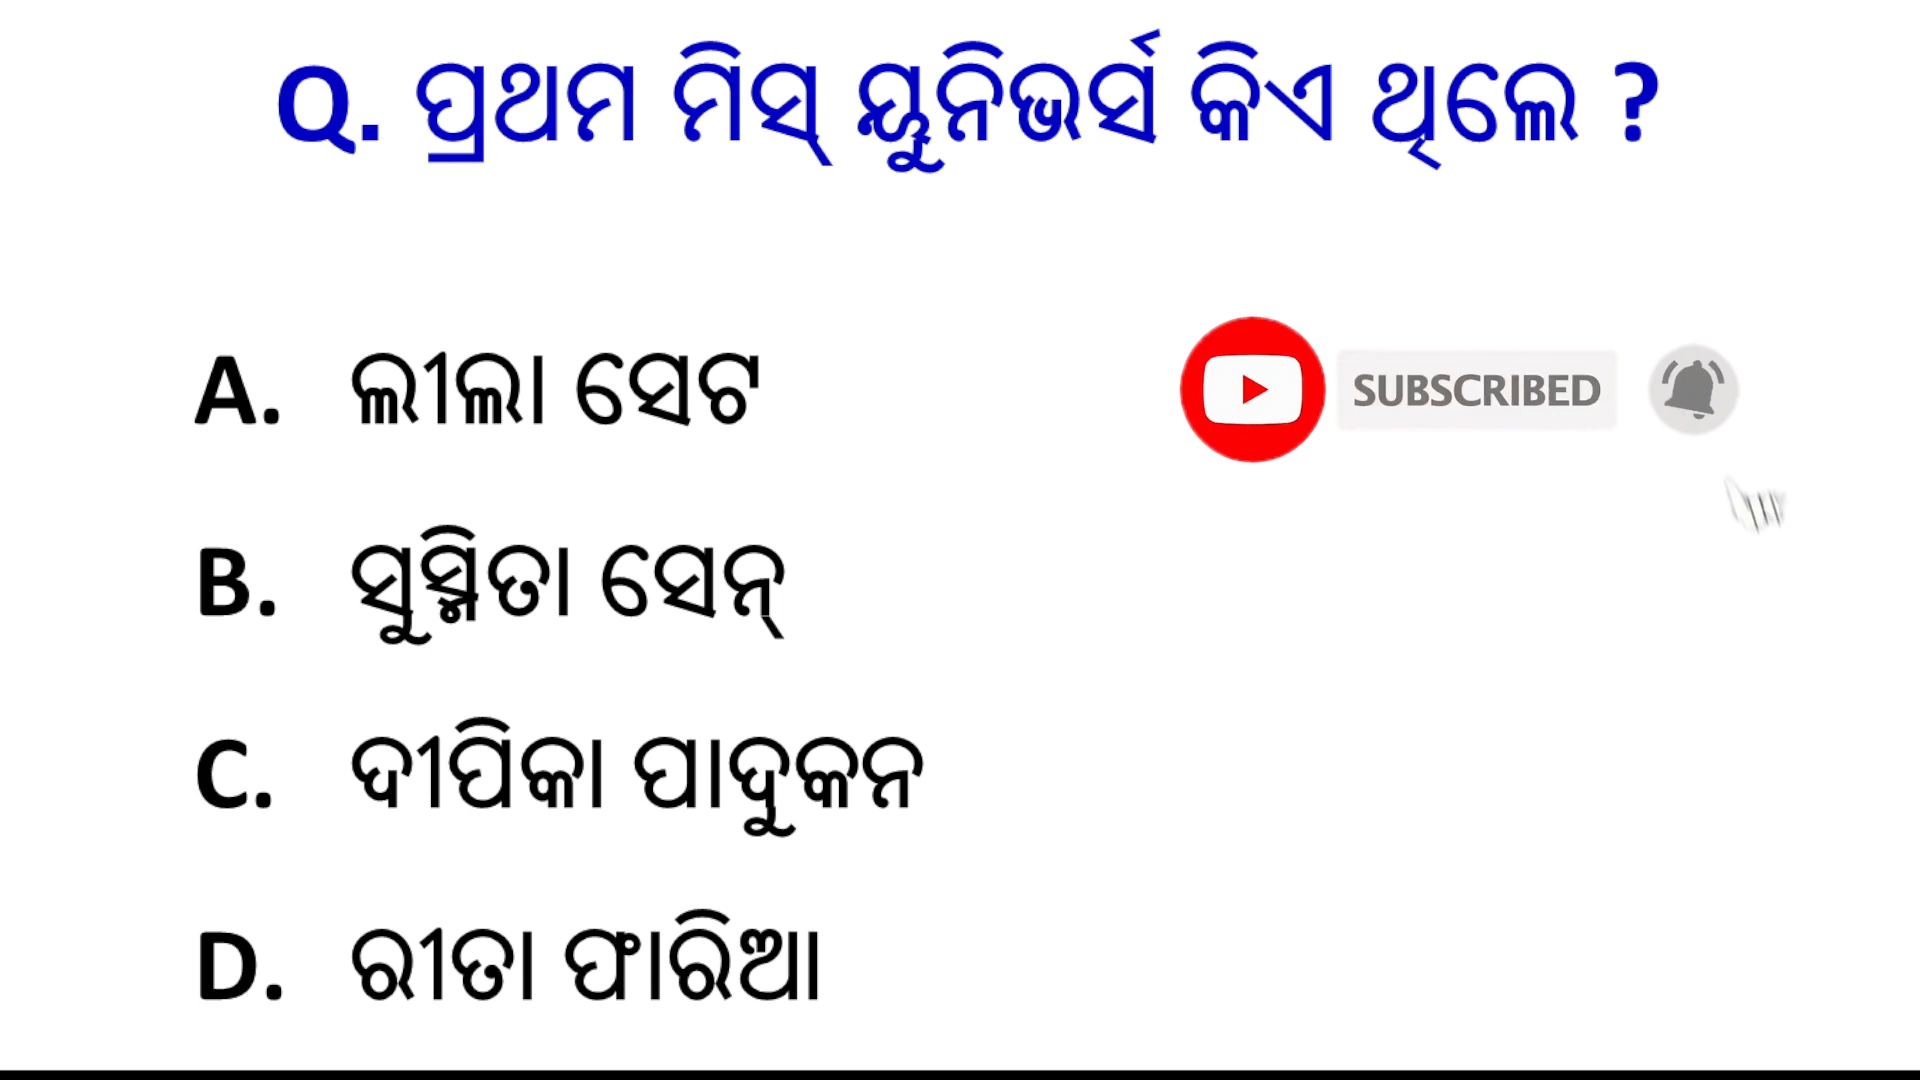 Q. ପ୍ରଥମ ମିସ୍ ୟୁନିଭର୍ସ କିଏ ଥିଲେ ?
A. ଲୀଲା ସେଟ
SUBSCRIBED
B. ସୁସ୍ମିତା ସେନ୍
C. ଦୀପିକା ପାଦୁକନ
D. ରୀତା ଫାରିଆ